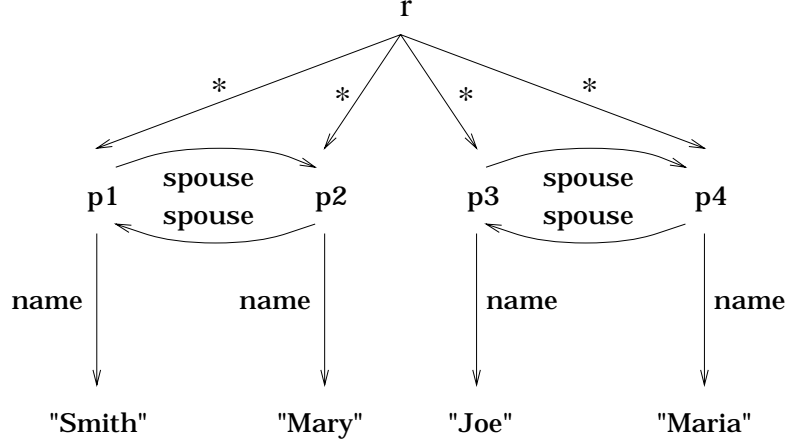 r
* * * *
spouse spouse
p1 p2 p3 p4
spouse spouse
name name name name
"Smith" "Mary" "Joe" "Maria"